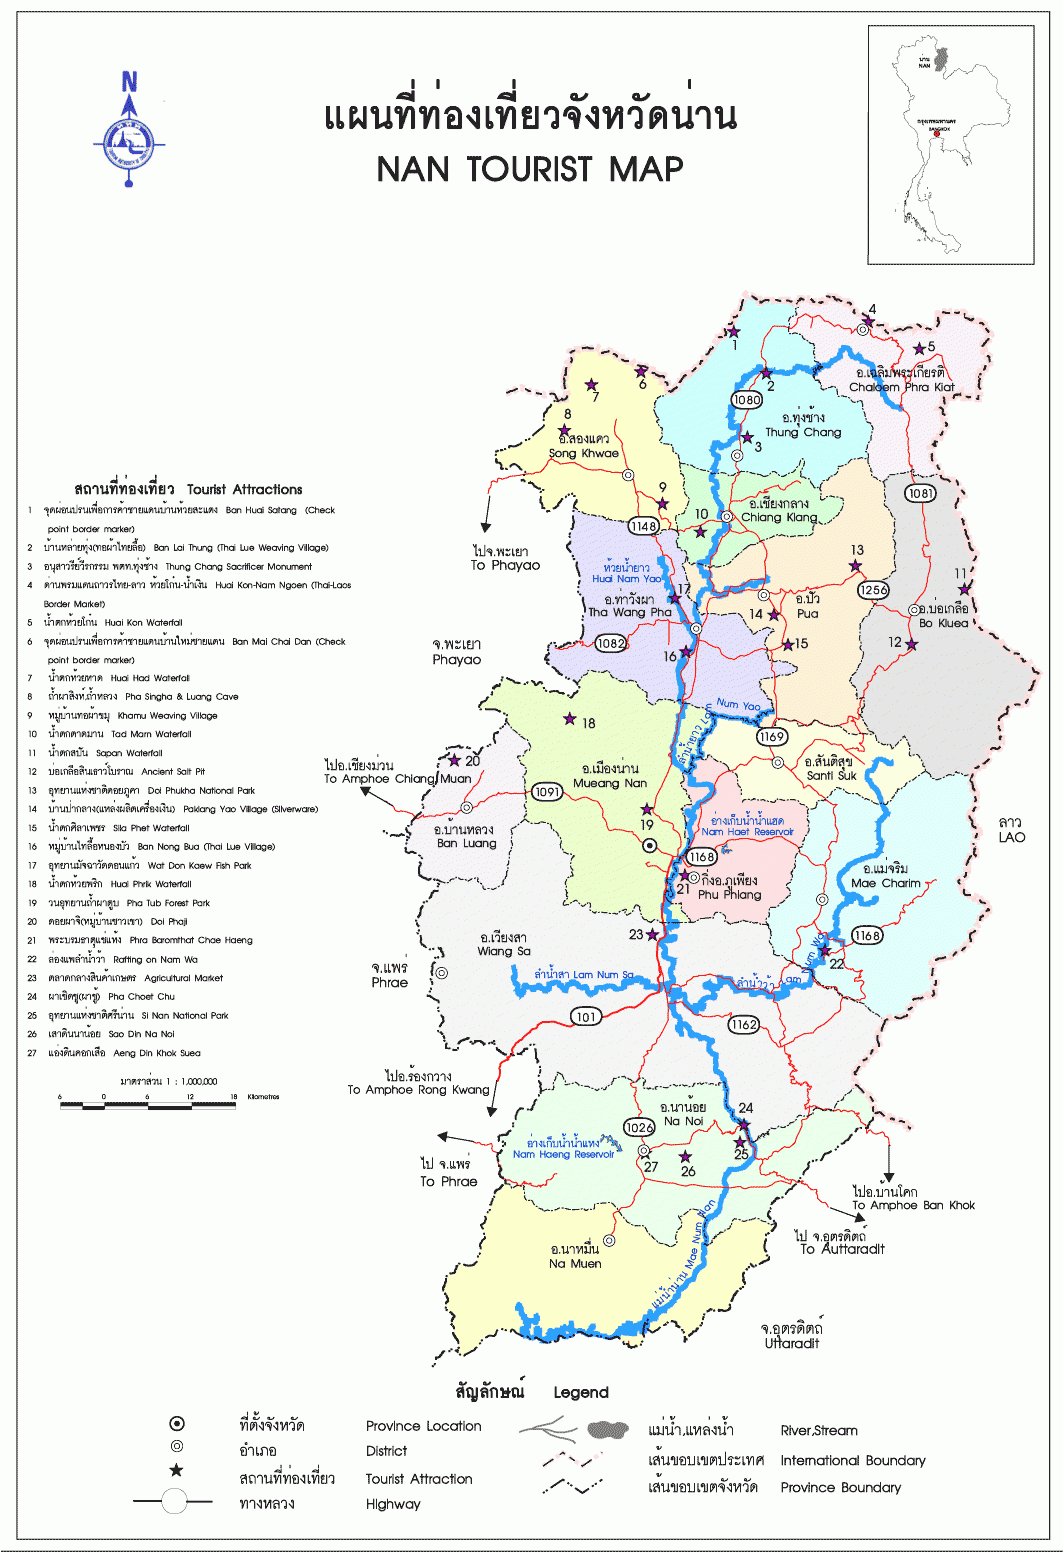 N
แผนที่ท่องเที่ยวจังหวัดน่าน
NAN TOURIST MAP
น่าน
NAN
กรุงเทพมหานคร
BANGKOK
สถานที่ท่องเที่ยว Tourist Attractions
1 จุดผ่อนปรนเพื่อการค้าชายแดนบ้านห้วยสะแตง Ban Huai Satang (Check
point border marker)
2 บ้านหล่ายทุ่ง(ทอผ้าไทยลื้อ) Ban Lai Thung (Thai Lue Weaving Village)
3 อนุสาวรีย์วีรกรรม พตท.ทุ่งช้าง Thung Chang Sacrificer Monument
4 ด่านพรมแดนถาวรไทย-ลาว ห้วยโก๋น-น้ำเงิน Huai Kon-Nam Ngoen (Thai-Laos
Border Market)
5 น้ำตกห้วยโก๋น Huai Kon Waterfall
6 จุดผ่อนปรนเพื่อการค้าชายแดนบ้านใหม่ชายแดน Ban Mai Chai Dan (Check
point border marker)
7 น้ำตกห้วยหาด Huai Had Waterfall
8 ถ้ำผาสิงห์,ถ้ำหลวง Pha Singha & Luang Cave
9 หมู่บ้านทอผ้าขมุ Khamu Weaving Village
10 น้ำตกตาดมาน Tad Marn Waterfall
11 น้ำตกสปัน Sapan Waterfall
12 บ่อเกลือสินเธาว์โบราณ Ancient Salt Pit
13 อุทยานแห่งชาติดอยภูคา Doi Phukha National Park
14 บ้านป่ากลาง(แหล่งผลิตเครื่องเงิน) Paklang Yao Village (Silverware)
15 น้ำตกศิลาเพชร Sila Phet Waterfall
16 หมู่บ้านไทลื้อหนองบัว Ban Nong Bua (Thai Lue Village)
17 อุทยานมัจฉาวัดดอนแก้ว Wat Don Kaew Fish Park
18 น้ำตกห้วยพริก Huai Phrik Waterfall
19 วนอุทยานถ้ำผาตูบ Pha Tub Forest Park
20 ดอยผาจิ(หมู่บ้านชาวเขา) Doi Phaji
21 พระบรมธาตุแช่แห้ง Phra Baromthat Chae Haeng
22 ล่องแพลำน้ำว้า Rafting on Nam Wa
23 ตลาดกลางสินค้าเกษตร Agricultural Market
24 ผาเชิดชู(ผาชู้) Pha Choet Chu
25 อุทยานแห่งชาติศรีน่าน Si Nan National Park
26 เสาดินนาน้อย Sao Din Na Noi
27 แอ่งดินคอกเสือ Aeng Din Khok Suea
มาตราส่วน 1 : 1,000,000
6 0 6 12 18 Kilometres
4
1
5
อ.เฉลิมพระเกียรติ
Chaloem Phra Kiat
6
7
2
1080
8
อ.ทุ่งช้าง
Thung Chang
อ.สองแคว
Song Khwae
3
9
1081
10
อ.เชียงกลาง
Chiang Klang
1148
ไปจ.พะเยา
To Phayao
13
ห้วยน้ำยาว
Huai Nam Yao
11
1256
17
อ.ท่าวังผา
Tha Wang Pha
14
อ.ปัว
Pua
อ.บ่อเกลือ
Bo Kluea
จ.พะเยา
Phayao
1082
16
15
12
Num Yao
18
ลำน้ำยาว Lam
1169
20
ไปอ.เชียงม่วน
To Amphoe Chiang Muan
อ.เมืองน่าน
Mueang Nan
อ.สันติสุข
Santi Suk
1091
19
อ่างเก็บน้ำน้ำแฮด
Nam Haet Reservoir
ลาว
LAO
อ.บ้านหลวง
Ban Luang
1168
กิ่งอ.ภูเพียง
Phu Phiang
21
อ.แม่จริม
Mae Charim
23
1168
อ.เวียงสา
Wiang Sa
22
จ.แพร่
Phrae
ลำน้ำสา Lam Num Sa
ลำน้ำว้า Lam Num Wa
101
1162
ไปอ.ร้องกวาง
To Amphoe Rong Kwang
อ.นาน้อย
Na Noi
24
1026
อ่างเก็บน้ำน้ำแหง
Nam Haeng Reservoir
27
26
25
ไป จ.แพร่
To Phrae
ไปอ.บ้านโคก
To Amphoe Ban Khok
ไป จ.อุตรดิตถ์
To Auttaradit
อ.นาหมื่น
Na Muen
แม่น้ำน่าน Mae Num Nan
จ.อุตรดิตถ์
Uttaradit
สัญลักษณ์ Legend
ที่ตั้งจังหวัด Province Location
อำเภอ District
สถานที่ท่องเที่ยว Tourist Attraction
ทางหลวง Highway
แม่น้ำ,แหล่งน้ำ River,Stream
เส้นขอบเขตประเทศ International Boundary
เส้นขอบเขตจังหวัด Province Boundary